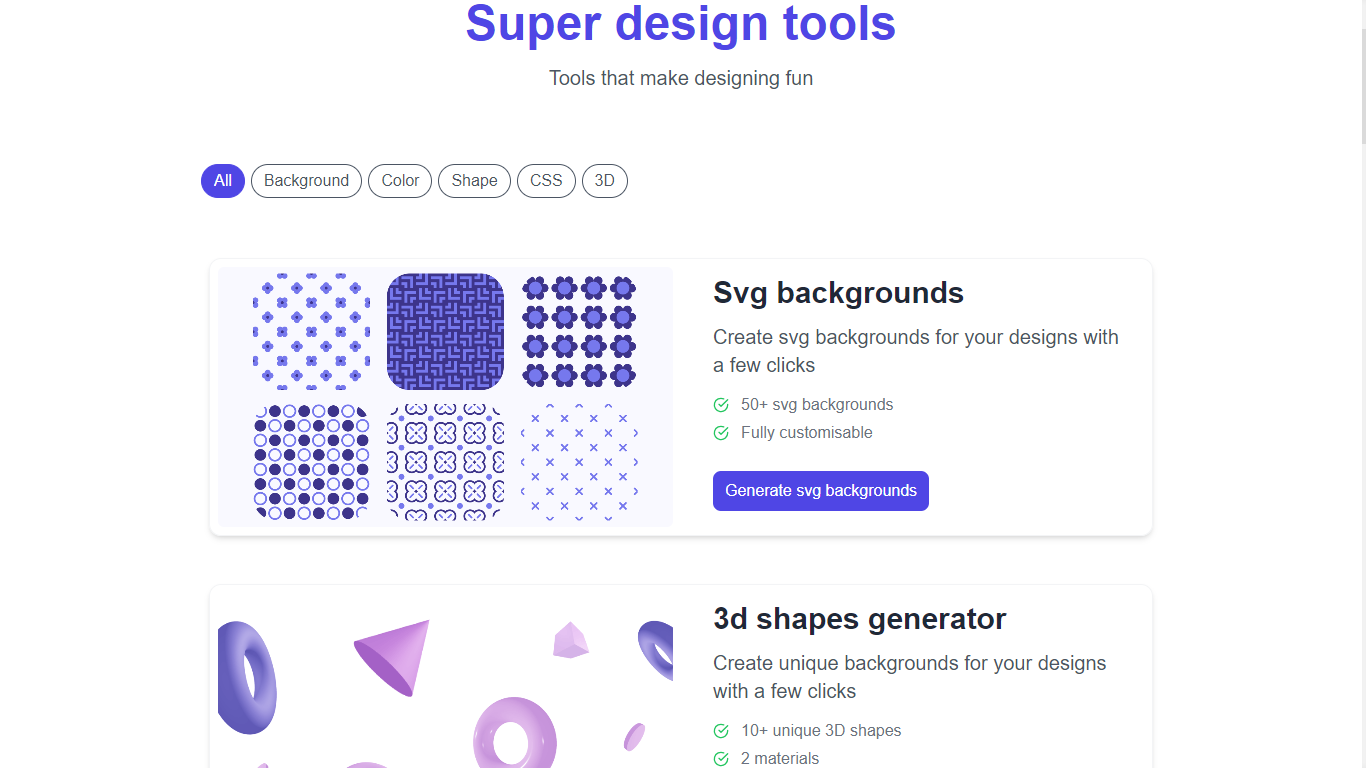 Super design tools
Tools that make designing fun
All
Background
Color
Shape
CSS
3D
Svg backgrounds
Create svg backgrounds for your designs with
a few clicks
50+ svg backgrounds
Fully customisable
Generate svg backgrounds
3d shapes generator
Create unique backgrounds for your designs
with a few clicks
10+ unique 3D shapes
2 materials